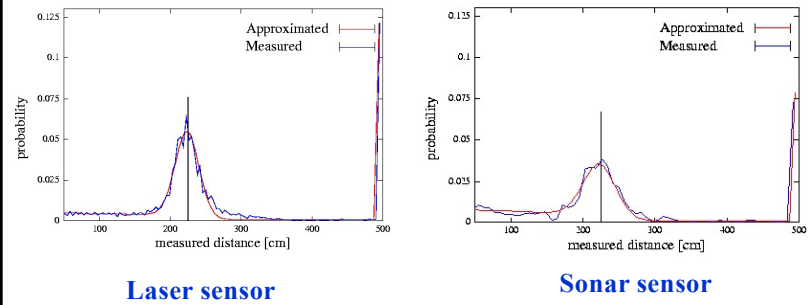 0.125
0.1
0.075
0.05
0.025
0
100
200
300
400
500
probability
measured distance [cm]
Approximated
Measured
Laser sensor
0.125
0.1
0.075
0.05
0.025
0
100
200
300
400
500
probability
measured distance [cm]
Approximated
Measured
Sonar sensor